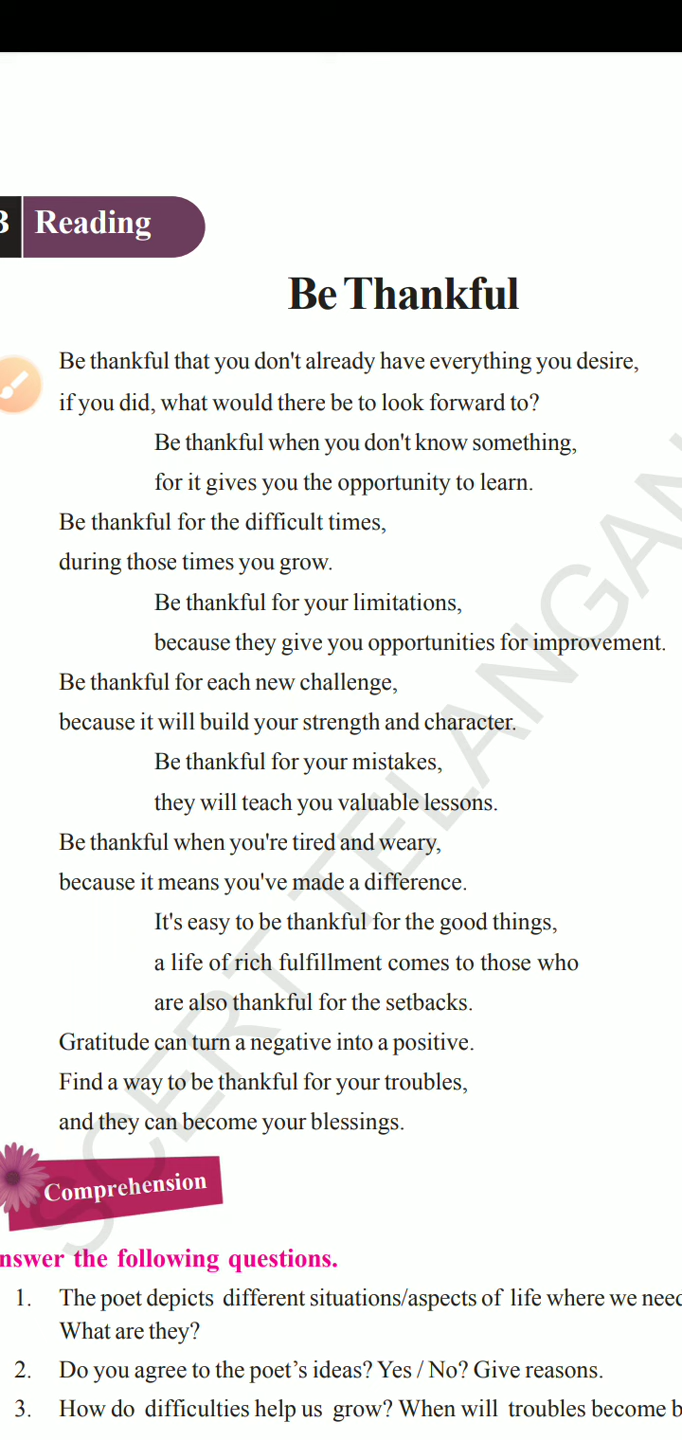 Reading
Be Thankful
Be thankful that you don't already have everything you desire,
if you did, what would there be to look forward to?
Be thankful when you don't know something,
for it gives you the opportunity to learn.
Be thankful for the difficult times,
during those times you grow.
Be thankful for your limitations,
because they give you opportunities for improvement.
Be thankful for each new challenge,
because it will build your strength and character.
Be thankful for your mistakes,
they will teach you valuable lessons.
Be thankful when you're tired and weary,
because it means you've made a difference.
It's easy to be thankful for the good things,
a life of rich fulfillment comes to those who
are also thankful for the setbacks.
Gratitude can turn a negative into a positive.
Find a way to be thankful for your troubles,
and they can become your blessings.
Comprehension
nswer the following questions.
1. The poet depicts different situations/aspects of life where we
What are they?
2. Do you agree to the poet's ideas? Yes / No? Give reasons.
3. How do difficulties help us grow? When will troubles become
SCERT